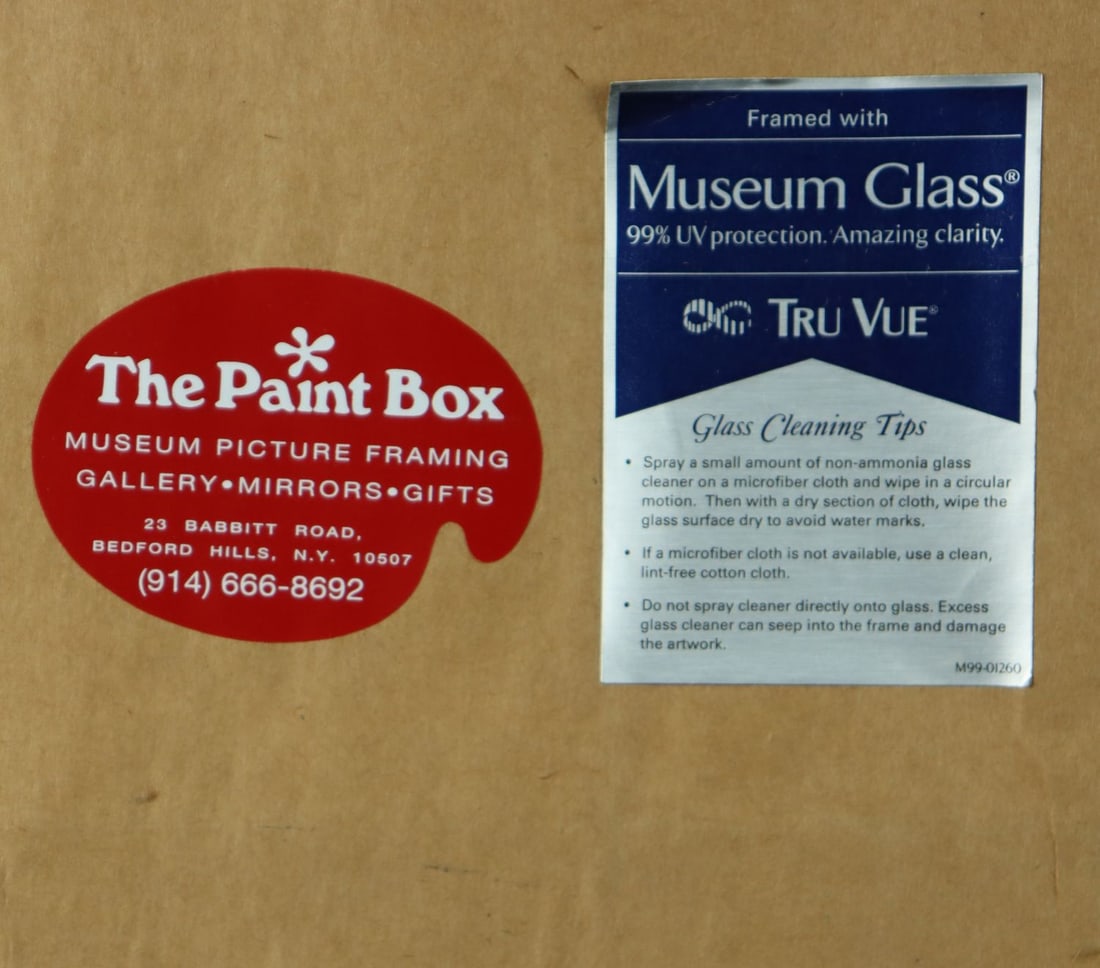 The Paint Box
MUSEUM PICTURE FRAMING
GALLERY•MIRRORS•GIFTS
23 BABBITT ROAD,
BEDFORD HILLS, N.Y. 10507
(914) 666-8692
Framed with
Museum Glass®
99% UV protection. Amazing clarity.
TRU VUE®
Glass Cleaning Tips
• Spray a small amount of non-ammonia glass
cleaner on a microfiber cloth and wipe in a circular
motion. Then with a dry section of cloth, wipe the
glass surface dry to avoid water marks.
• If a microfiber cloth is not available, use a clean,
lint-free cotton cloth.
• Do not spray cleaner directly onto glass. Excess
glass cleaner can seep into the frame and damage
the artwork.
M99-01260